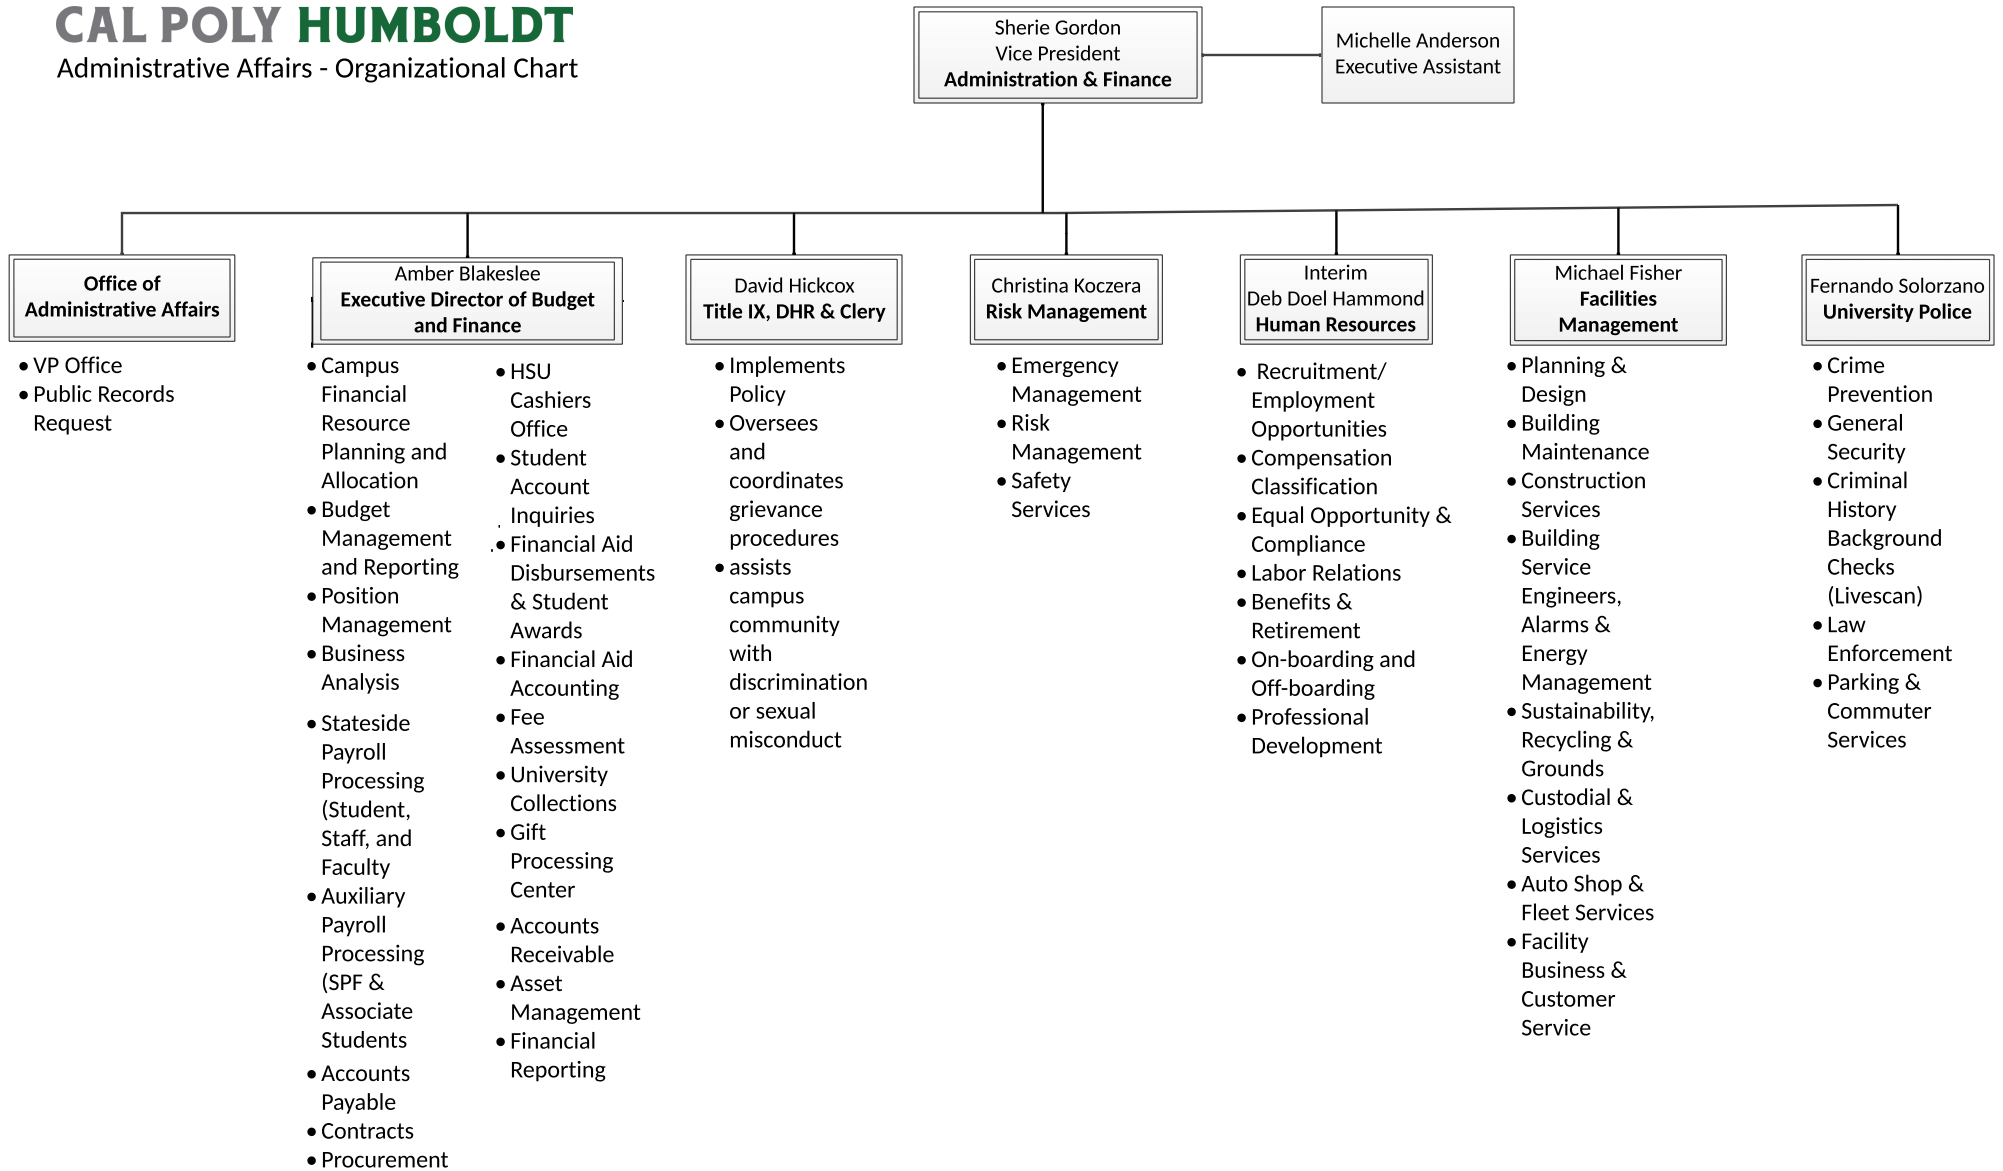 CAL POLY HUMBOLDT
Administrative Affairs - Organizational Chart
Sherie Gordon
Vice President
Administration & Finance
Michelle Anderson
Executive Assistant
Office of
Administrative Affairs
• VP Office
• Public Records
Request
Amber Blakeslee
Executive Director of Budget
and Finance
• Campus
Financial
Resource
Planning and
Allocation
• Budget
Management
and Reporting
• Position
Management
• Business
Analysis
• Stateside
Payroll
Processing
(Student,
Staff, and
Faculty
• Auxiliary
Payroll
Processing
(SPF &
Associate
Students
• Accounts
Payable
• Contracts
• Procurement
• HSU
Cashiers
Office
• Student
Account
Inquiries
• Financial Aid
Disbursements
& Student
Awards
• Financial Aid
Accounting
• Fee
Assessment
• University
Collections
• Gift
Processing
Center
• Accounts
Receivable
• Asset
Management
• Financial
Reporting
David Hickcox
Title IX, DHR & Clery
• Implements
Policy
• Oversees
and
coordinates
grievance
procedures
• assists
campus
community
with
discrimination
or sexual
misconduct
Christina Koczera
Risk Management
• Emergency
Management
• Risk
Management
• Safety
Services
Interim
Deb Doel Hammond
Human Resources
• Recruitment/
Employment
Opportunities
• Compensation
Classification
• Equal Opportunity &
Compliance
• Labor Relations
• Benefits &
Retirement
• On-boarding and
Off-boarding
• Professional
Development
Michael Fisher
Facilities
Management
• Planning &
Design
• Building
Maintenance
• Construction
Services
• Building
Service
Engineers,
Alarms &
Energy
Management
• Sustainability,
Recycling &
Grounds
• Custodial &
Logistics
Services
• Auto Shop &
Fleet Services
• Facility
Business &
Customer
Service
Fernando Solorzano
University Police
• Crime
Prevention
• General
Security
• Criminal
History
Background
Checks
(Livescan)
• Law
Enforcement
• Parking &
Commuter
Services